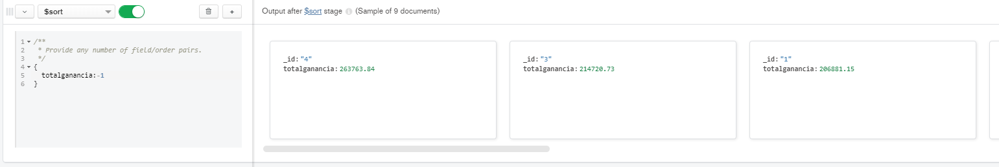 $sort
+
Output after $sort stage (Sample of 9 documents)
1 /**
2 * Provide any number of field/order pairs.
3 */
4 {
5 totalganancia:-1
6 }
_id: "4"
totalganancia: 263763.84
_id: "3"
totalganancia: 214720.73
_id: "1"
totalganancia: 206881.15